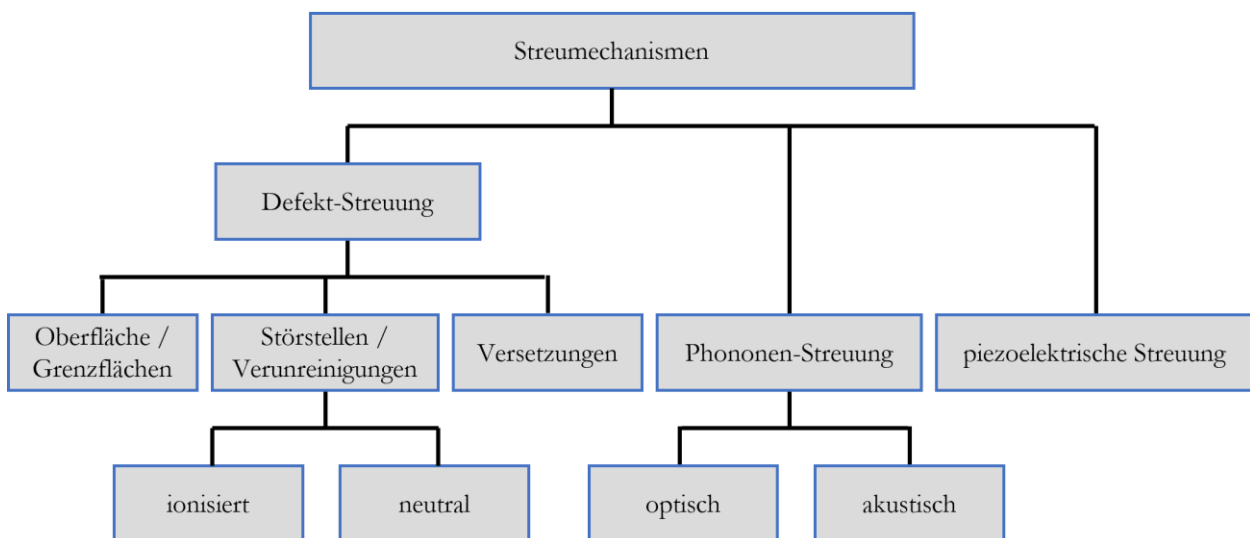 Streumechanismen
Defekt-Streuung
Oberfläche /
Grenzflächen
Störstellen /
Verunreinigungen
Versetzungen
Phononen-Streuung
piezoelektrische Streuung
ionisiert
neutral
optisch
akustisch